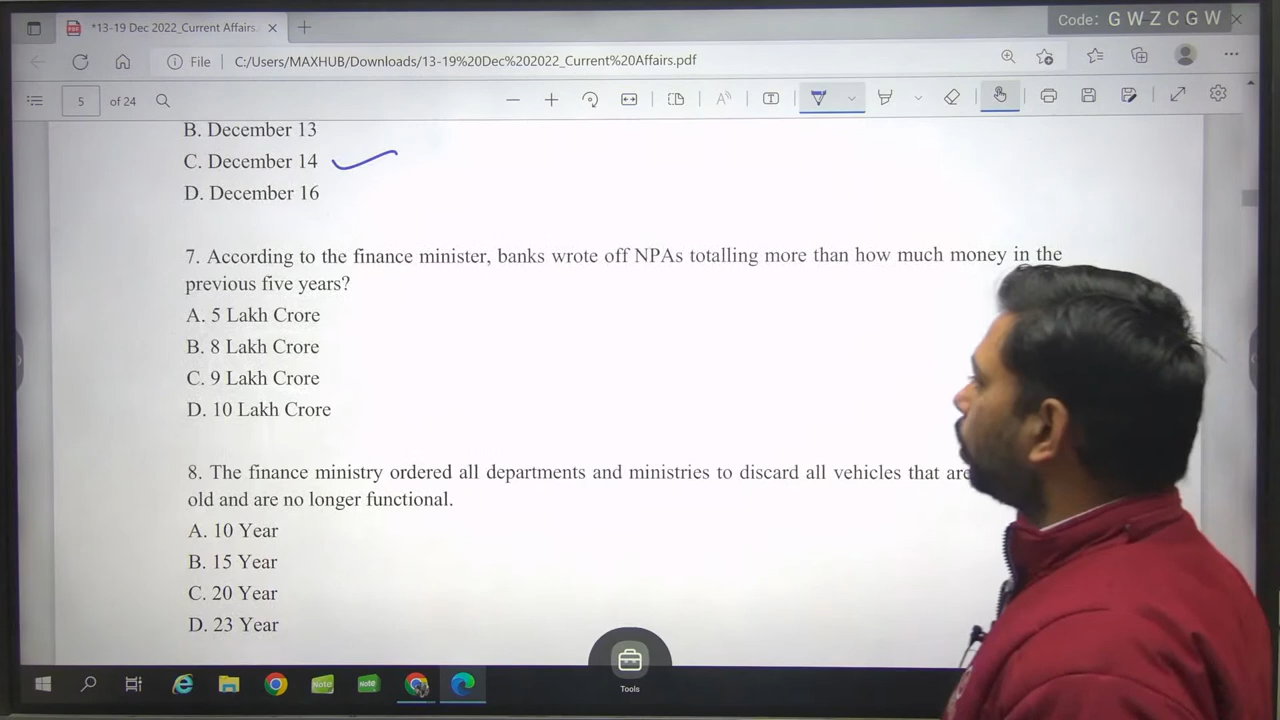 Code: G W Z C G W
*13-19 Dec 2022_Current Affairs.
File
C:/Users/MAXHUB/Downloads/13-19%20Dec%202022_Current%20Affairs.pdf
5
of 24
B. December 13
C. December 14
D. December 16
7. According to the finance minister, banks wrote off NPAs totalling more than how much money in the
previous five years?
A. 5 Lakh Crore
B. 8 Lakh Crore
C. 9 Lakh Crore
D. 10 Lakh Crore
8. The finance ministry ordered all departments and ministries to discard all vehicles that are
old and are no longer functional.
A. 10 Year
B. 15 Year
C. 20 Year
D. 23 Year
Tools
Note
Note